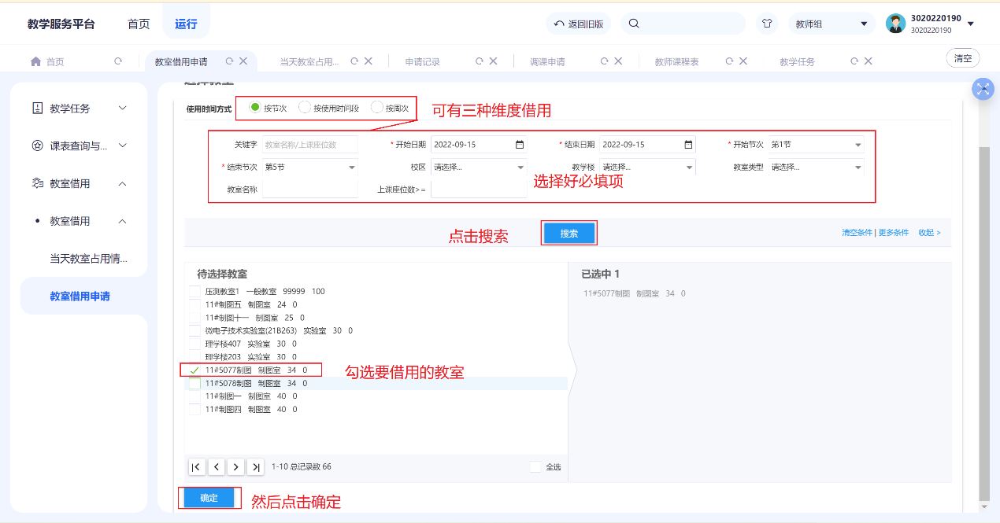 教学服务平台 首页 运行 返回旧版 教师组 3020220190
3020220190
首页 教室借用申请 当天教室占用... 申请记录 调课申请 教师课程表 教学任务 清空
教学任务
课表查询与...
教室借用
教室借用
当天教室占用情...
教室借用申请
选择教室
使用时间方式 按节次 按使用时间段 按周次 可有三种维度借用
关键字 教室名称/上课座位数 * 开始日期 2022-09-15 * 结束日期 2022-09-15 * 开始节次 第1节
* 结束节次 第5节 校区 请选择... 教学楼 请选择... 教室类型 请选择...
选择好必填项
教室名称 上课座位数>=
点击搜索 搜索 清空条件 | 更多条件 收起 >
待选择教室
压测教室1 一般教室 99999 100
11#制图五 制图室 24 0
11#制图十一 制图室 25 0
微电子技术实验室(21B263) 实验室 30 0
理学楼407 实验室 30 0
理学楼203 实验室 30 0
11#5077制图 制图室 34 0
勾选要借用的教室
11#5078制图 制图室 34 0
11#制图一 制图室 40 0
11#制图四 制图室 40 0
1-10 总记录数 66 全选
已选中 1
11#5077制图 制图室 34 0
确定 然后点击确定